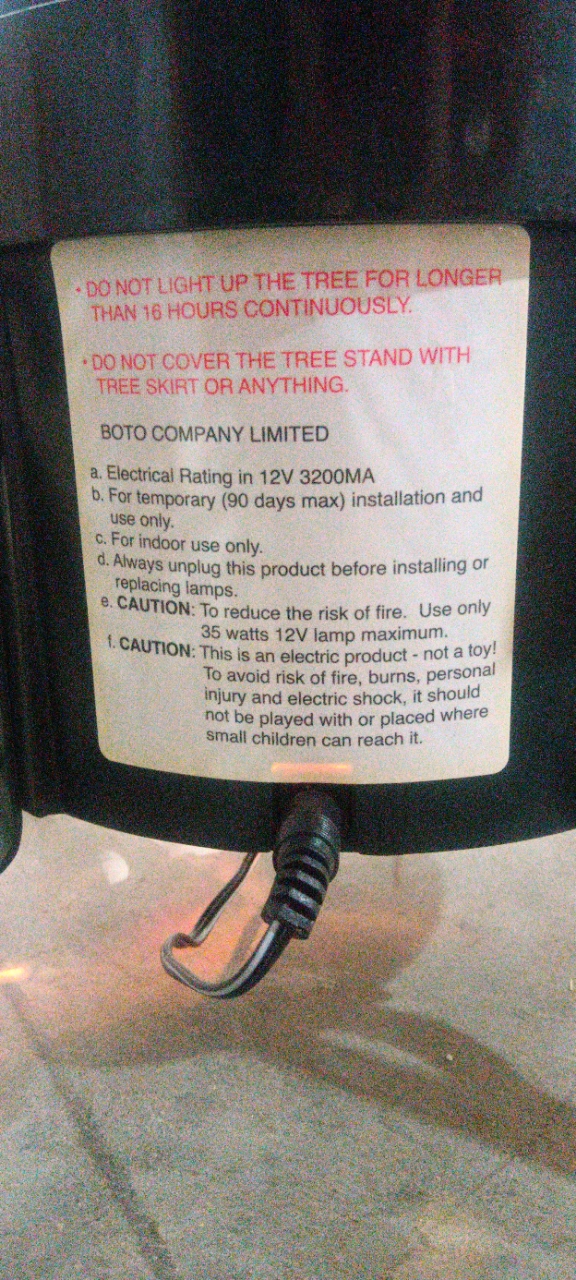 • DO NOT LIGHT UP THE TREE FOR LONGER
THAN 16 HOURS CONTINUOUSLY.
• DO NOT COVER THE TREE STAND WITH
TREE SKIRT OR ANYTHING.
BOTO COMPANY LIMITED
a. Electrical Rating in 12V 3200MA
b. For temporary (90 days max) installation and
use only.
c. For indoor use only.
d. Always unplug this product before installing or
replacing lamps.
e. CAUTION: To reduce the risk of fire. Use only
35 watts 12V lamp maximum.
f. CAUTION: This is an electric product - not a toy!
To avoid risk of fire, burns, personal
injury and electric shock, it should
not be played with or placed where
small children can reach it.